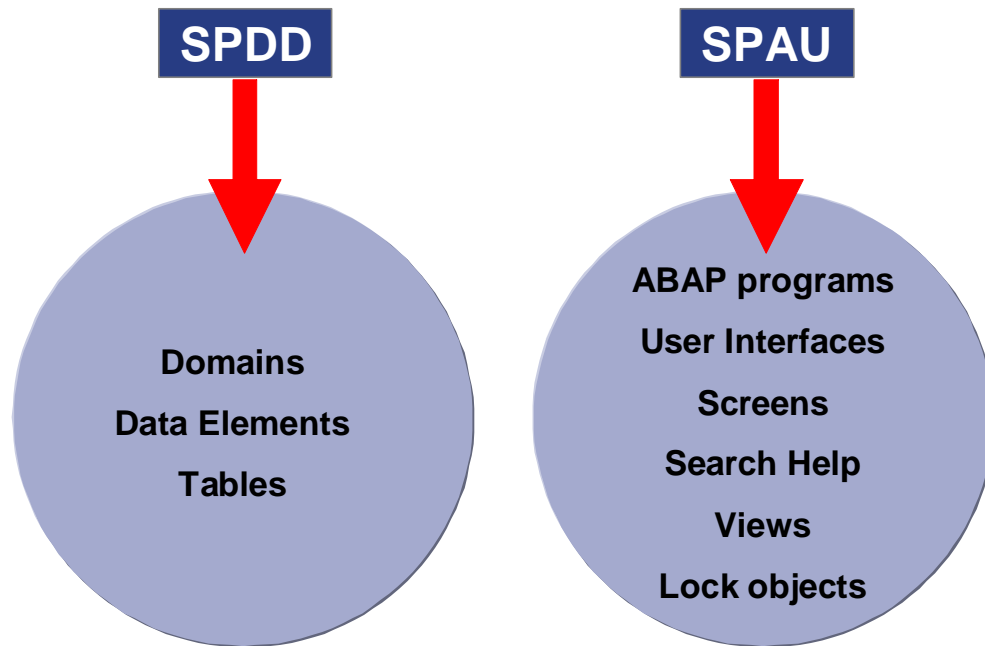 SPDD
SPAU
Domains
Data Elements
Tables
ABAP programs
User Interfaces
Screens
Search Help
Views
Lock objects